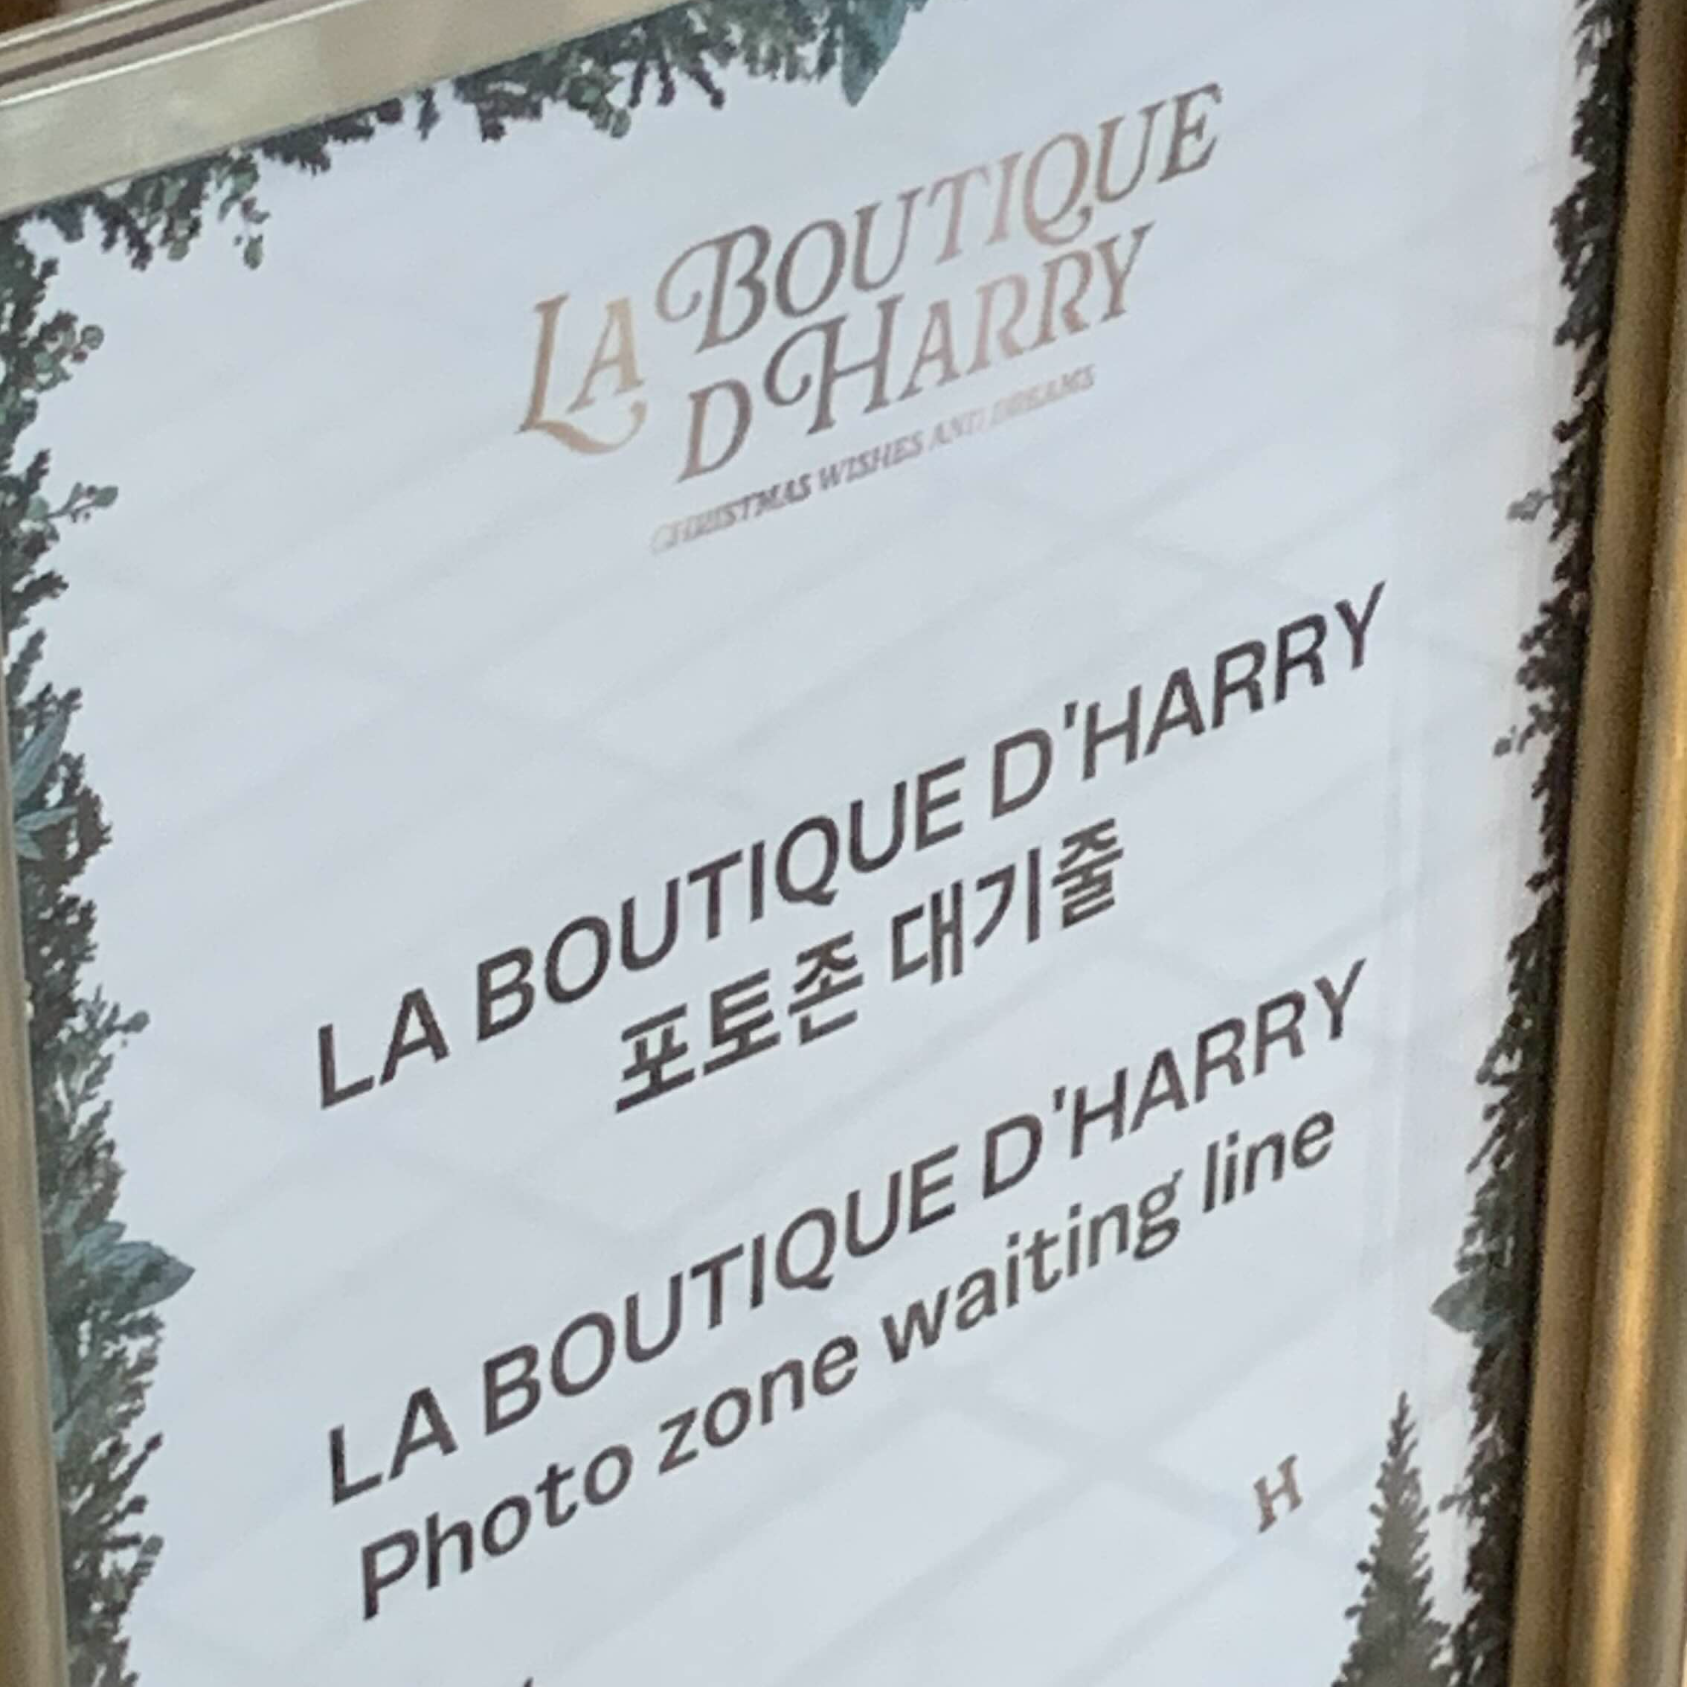 LA BOUTIQUE
D'HARRY
CHRISTMAS WISHES AND DREAMS
LA BOUTIQUE D'HARRY
포토존 대기줄
LA BOUTIQUE D'HARRY
Photo zone waiting line
H